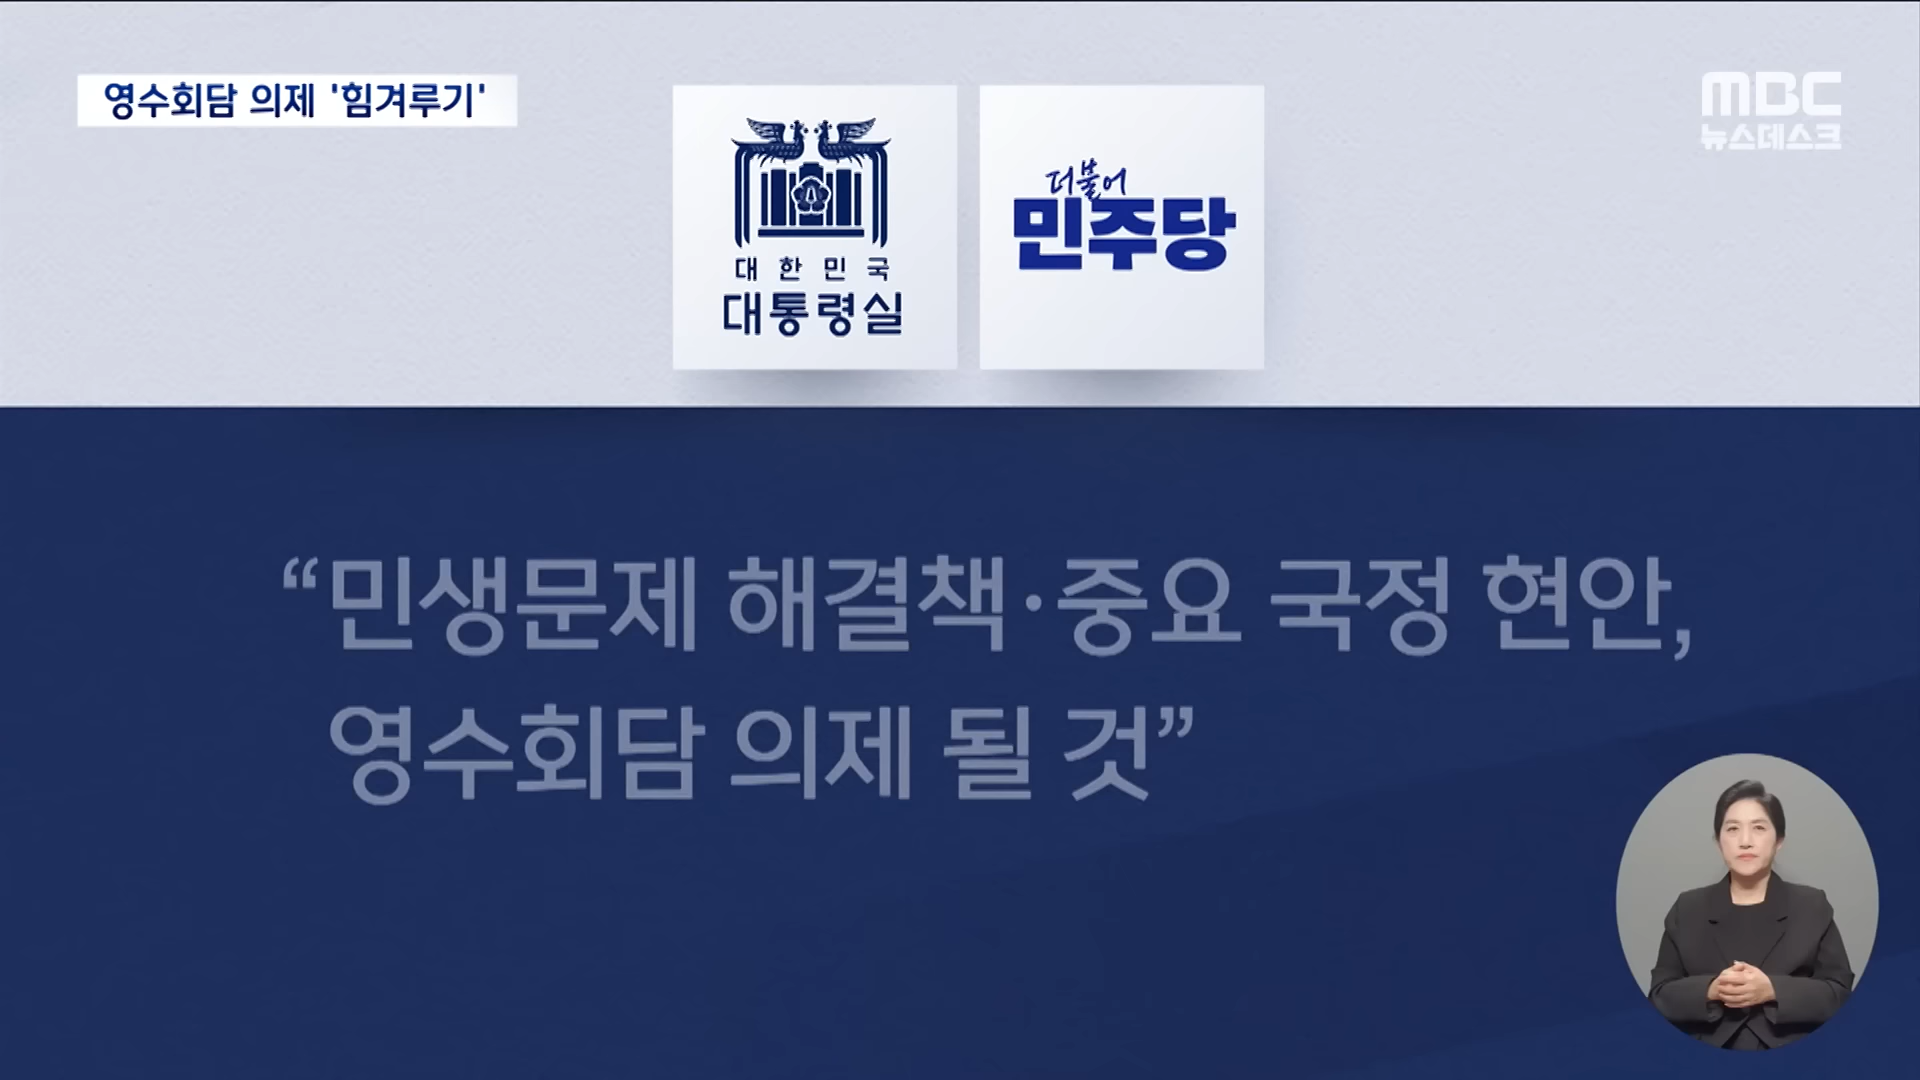 영수회담 의제 '힘겨루기'
MBC
뉴스데스크
대한민국
대통령실
더불어
민주당
“민생문제 해결책·중요 국정 현안,
영수회담 의제 될 것”